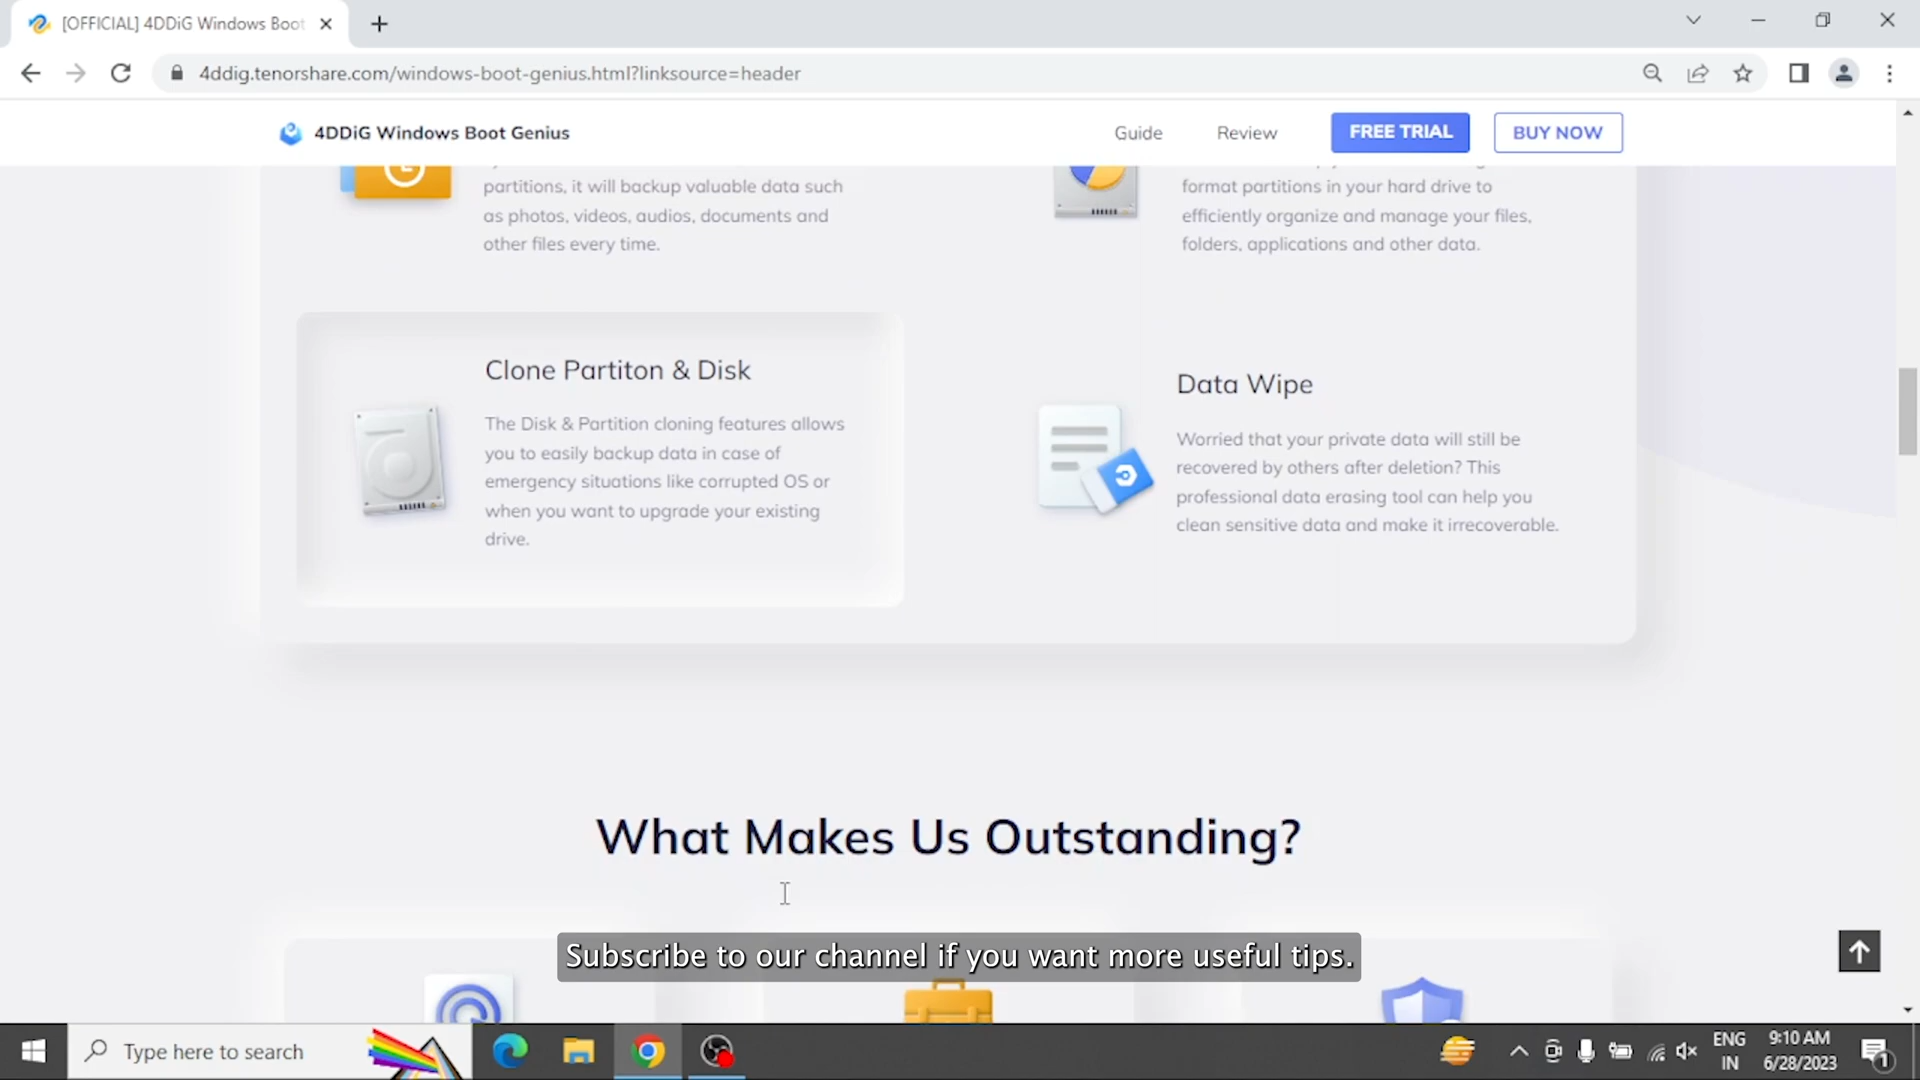 [OFFICIAL] 4DDiG Windows Boot
4ddig.tenorshare.com/windows-boot-genius.html?linksource=header
4DDiG Windows Boot Genius
Guide
Review
FREE TRIAL
BUY NOW
partitions, it will backup valuable data such
as photos, videos, audios, documents and
other files every time.
format partitions in your hard drive to
efficiently organize and manage your files,
folders, applications and other data.
Clone Partiton & Disk
The Disk & Partition cloning features allows
you to easily backup data in case of
emergency situations like corrupted OS or
when you want to upgrade your existing
drive.
Data Wipe
Worried that your private data will still be
recovered by others after deletion? This
professional data erasing tool can help you
clean sensitive data and make it irrecoverable.
What Makes Us Outstanding?
Subscribe to our channel if you want more useful tips.
Type here to search
ENG
IN
9:10 AM
6/28/2023
1